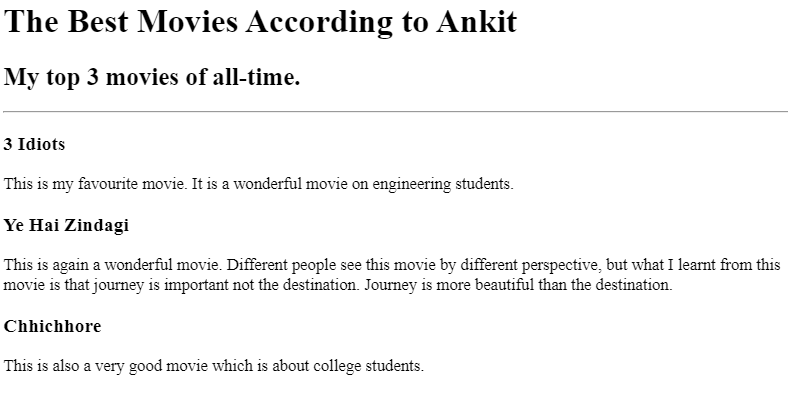 The Best Movies According to Ankit
My top 3 movies of all-time.
3 Idiots
This is my favourite movie. It is a wonderful movie on engineering students.
Ye Hai Zindagi
This is again a wonderful movie. Different people see this movie by different perspective, but what I learnt from this
movie is that journey is important not the destination. Journey is more beautiful than the destination.
Chhichhore
This is also a very good movie which is about college students.